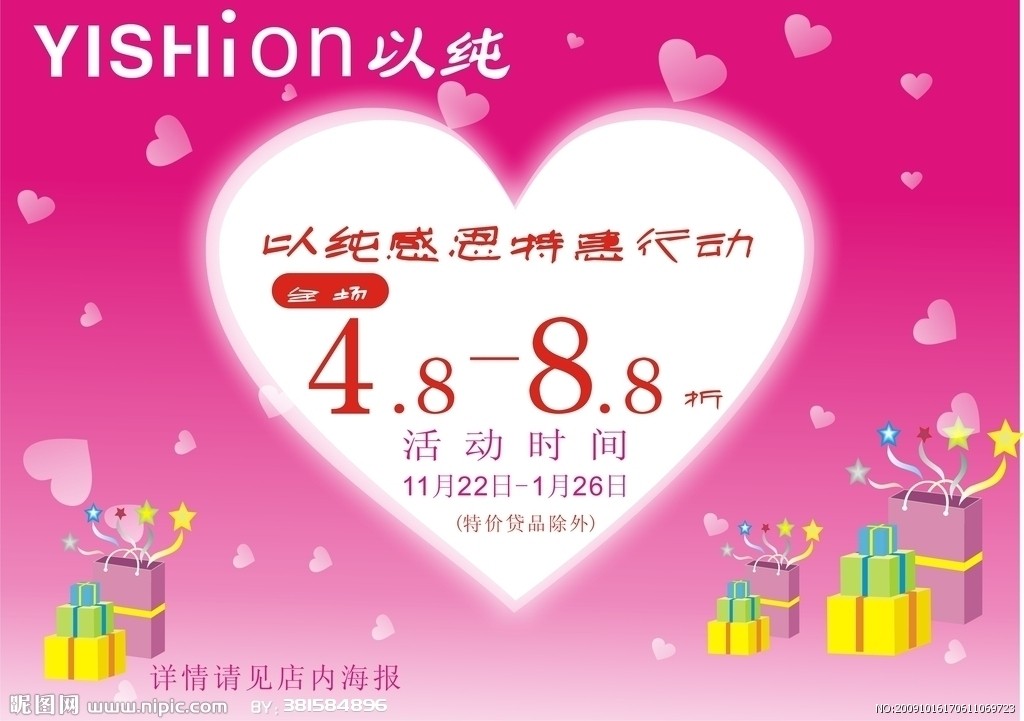 YISHion以纯
以纯感恩特惠行动
全场
4.8-8.8折
活动时间
11月22日-1月26日
(特价贷品除外)
详情请见店内海报
昵图网 www.nipic.com BY:381584896
NO:20091016170611069723